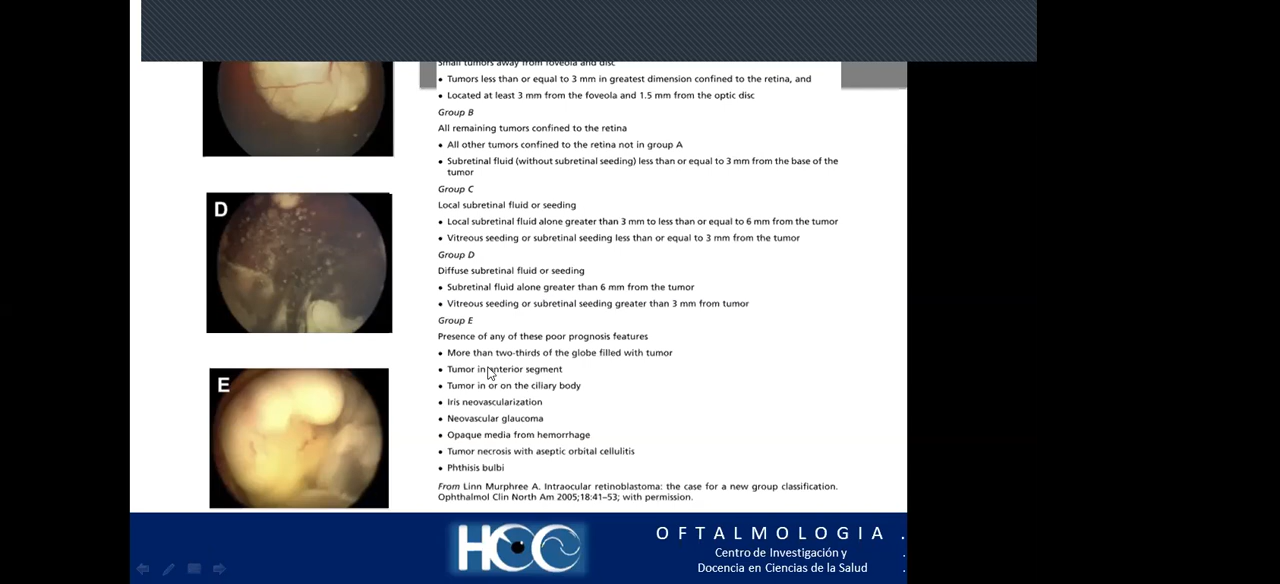 Small tumors away from foveola and disc
• Tumors less than or equal to 3 mm in greatest dimension confined to the retina, and
• Located at least 3 mm from the foveola and 1.5 mm from the optic disc
Group B
All remaining tumors confined to the retina
• All other tumors confined to the retina not in group A
• Subretinal fluid (without subretinal seeding) less than or equal to 3 mm from the base of the
tumor
Group C
Local subretinal fluid or seeding
• Local subretinal fluid alone greater than 3 mm to less than or equal to 6 mm from the tumor
• Vitreous seeding or subretinal seeding less than or equal to 3 mm from the tumor
Group D
Diffuse subretinal fluid or seeding
• Subretinal fluid alone greater than 6 mm from the tumor
• Vitreous seeding or subretinal seeding greater than 3 mm from tumor
Group E
Presence of any of these poor prognosis features
• More than two-thirds of the globe filled with tumor
• Tumor in anterior segment
• Tumor in or on the ciliary body
• Iris neovascularization
• Neovascular glaucoma
• Opaque media from hemorrhage
• Tumor necrosis with aseptic orbital cellulitis
• Phthisis bulbi
From Linn Murphree A. Intraocular retinoblastoma: the case for a new group classification.
Ophthalmol Clin North Am 2005;18:41–53; with permission.
D
E
HCC
OFTALMOLOGIA .
Centro de Investigación y .
Docencia en Ciencias de la Salud .